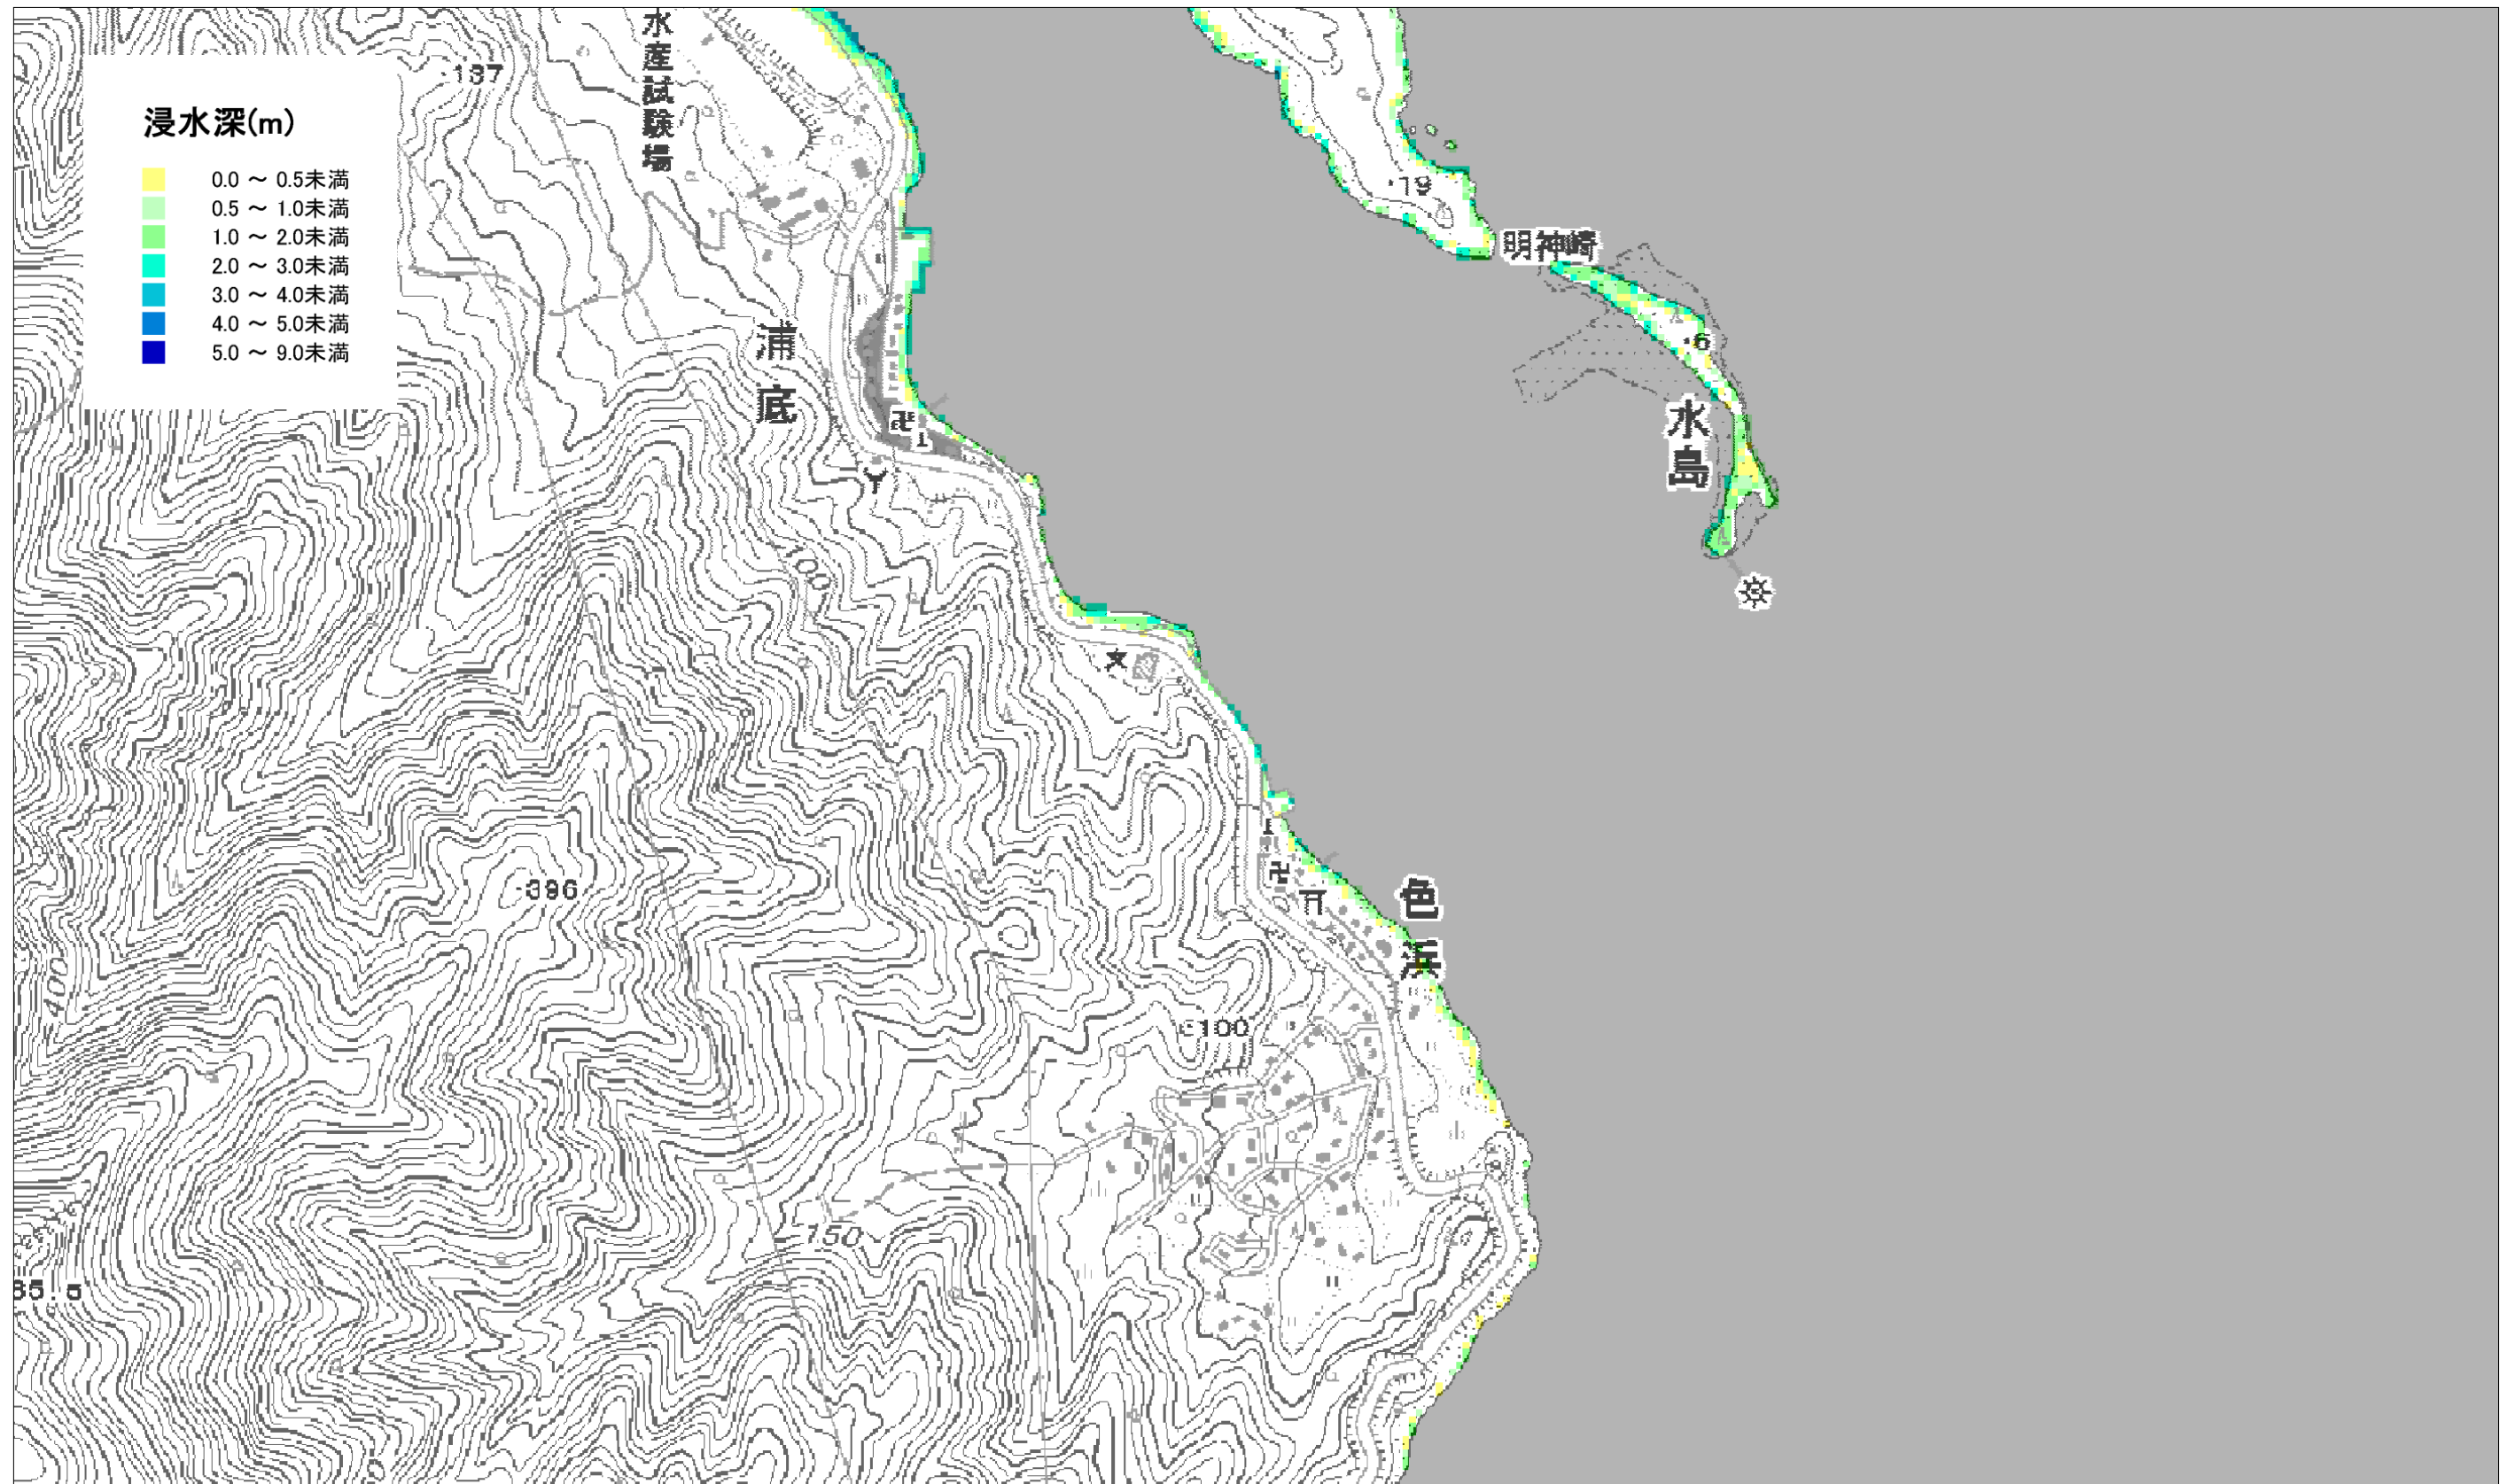 浸水深(m)
0.0 ～ 0.5未満
0.5 ～ 1.0未満
1.0 ～ 2.0未満
2.0 ～ 3.0未満
3.0 ～ 4.0未満
4.0 ～ 5.0未満
5.0 ～ 9.0未満
水産試験場
·137
·19
明神崎
·6
水島
浦底
100
色浜
·396
400
·100
150
85.5